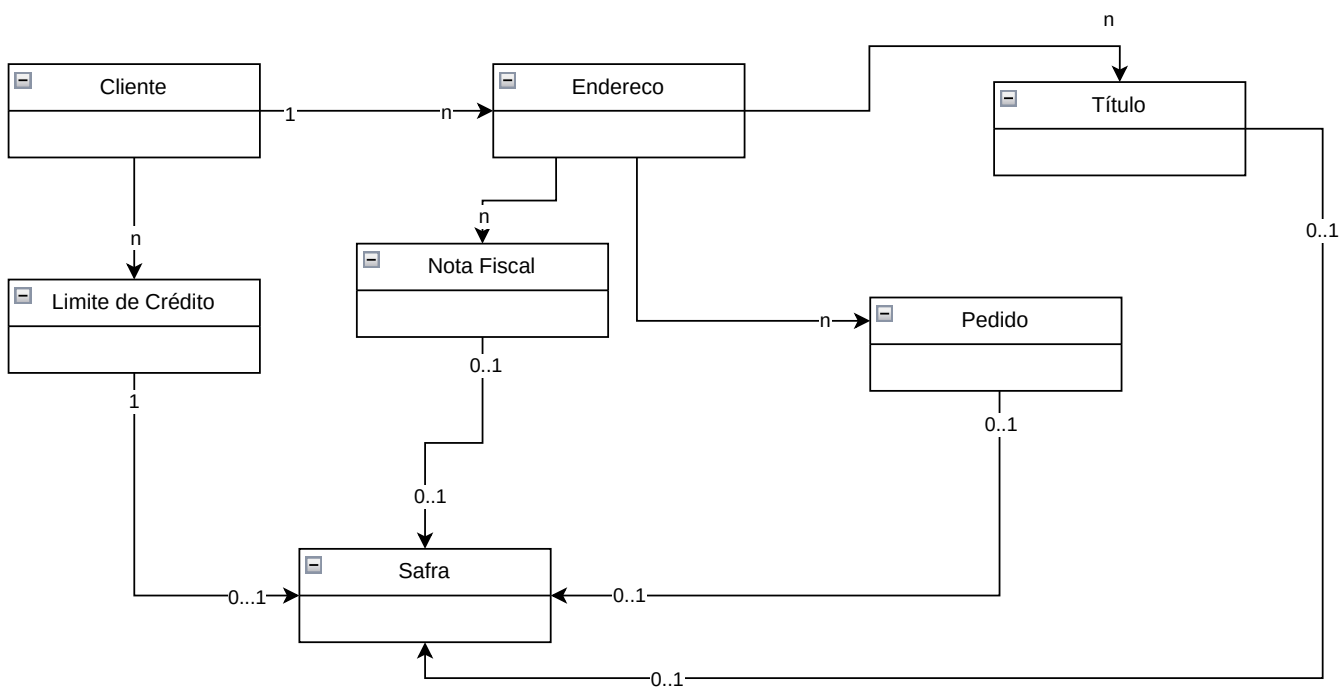 n
Cliente
Endereco
Título
1
n
n
0..1
n
Nota Fiscal
Limite de Crédito
Pedido
n
0..1
1
0..1
0..1
Safra
0...1
0..1
0..1